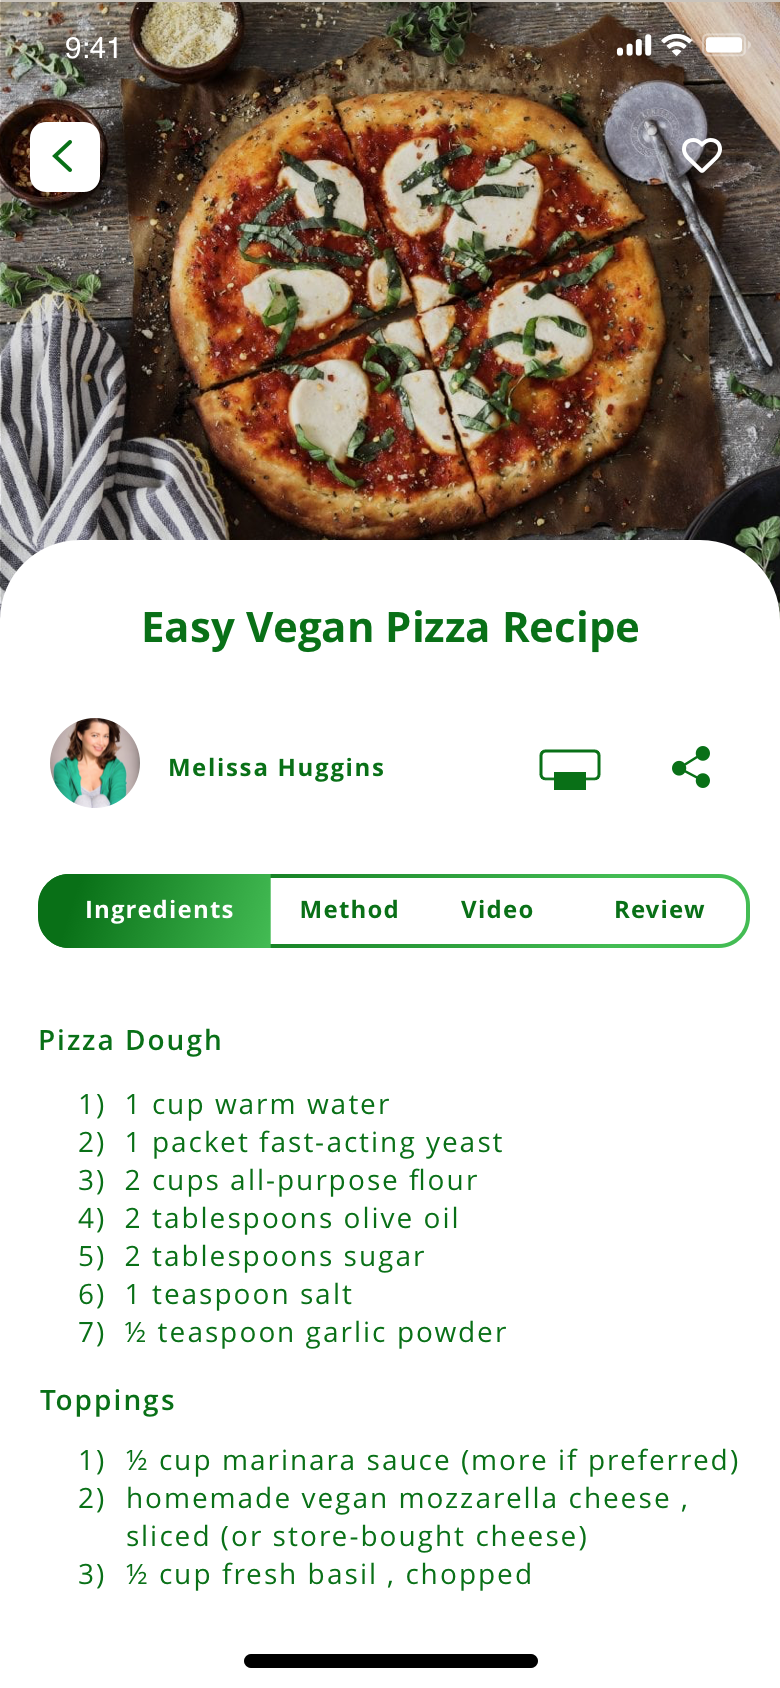 9:41
Easy Vegan Pizza Recipe
Melissa Huggins
Ingredients Method Video Review
Pizza Dough
1) 1 cup warm water
2) 1 packet fast-acting yeast
3) 2 cups all-purpose flour
4) 2 tablespoons olive oil
5) 2 tablespoons sugar
6) 1 teaspoon salt
7) ½ teaspoon garlic powder
Toppings
1) ½ cup marinara sauce (more if preferred)
2) homemade vegan mozzarella cheese ,
sliced (or store-bought cheese)
3) ½ cup fresh basil , chopped